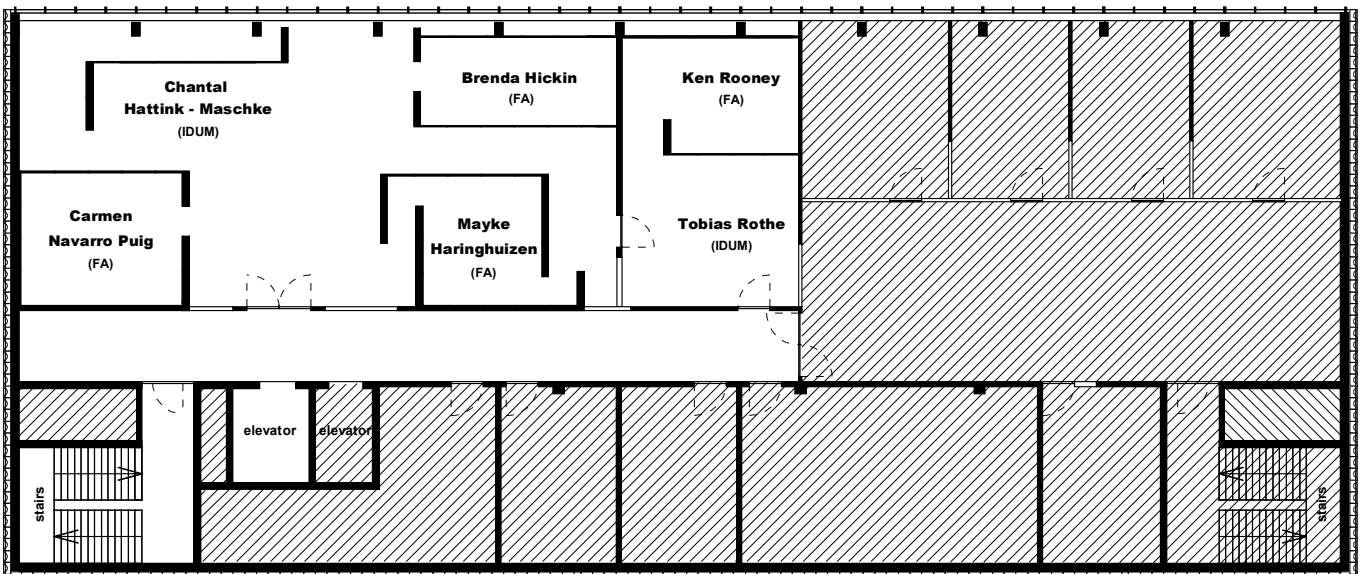 Chantal
Hattink - Maschke
(IDUM)
Brenda Hickin
(FA)
Ken Rooney
(FA)
Carmen
Navarro Puig
(FA)
Mayke
Haringhuizen
(FA)
Tobias Rothe
(IDUM)
elevator
elevator
stairs
stairs